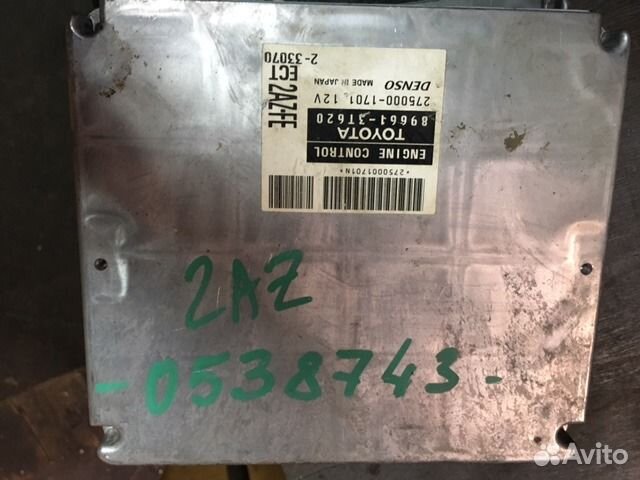 *2750001701N*
ENGINE CONTROL
TOYOTA
89661-3T620
275000-1701 12V
DENSO MADE IN JAPAN
ECT 2AZ-FE
2-33070
2AZ
-0538743-
Avito